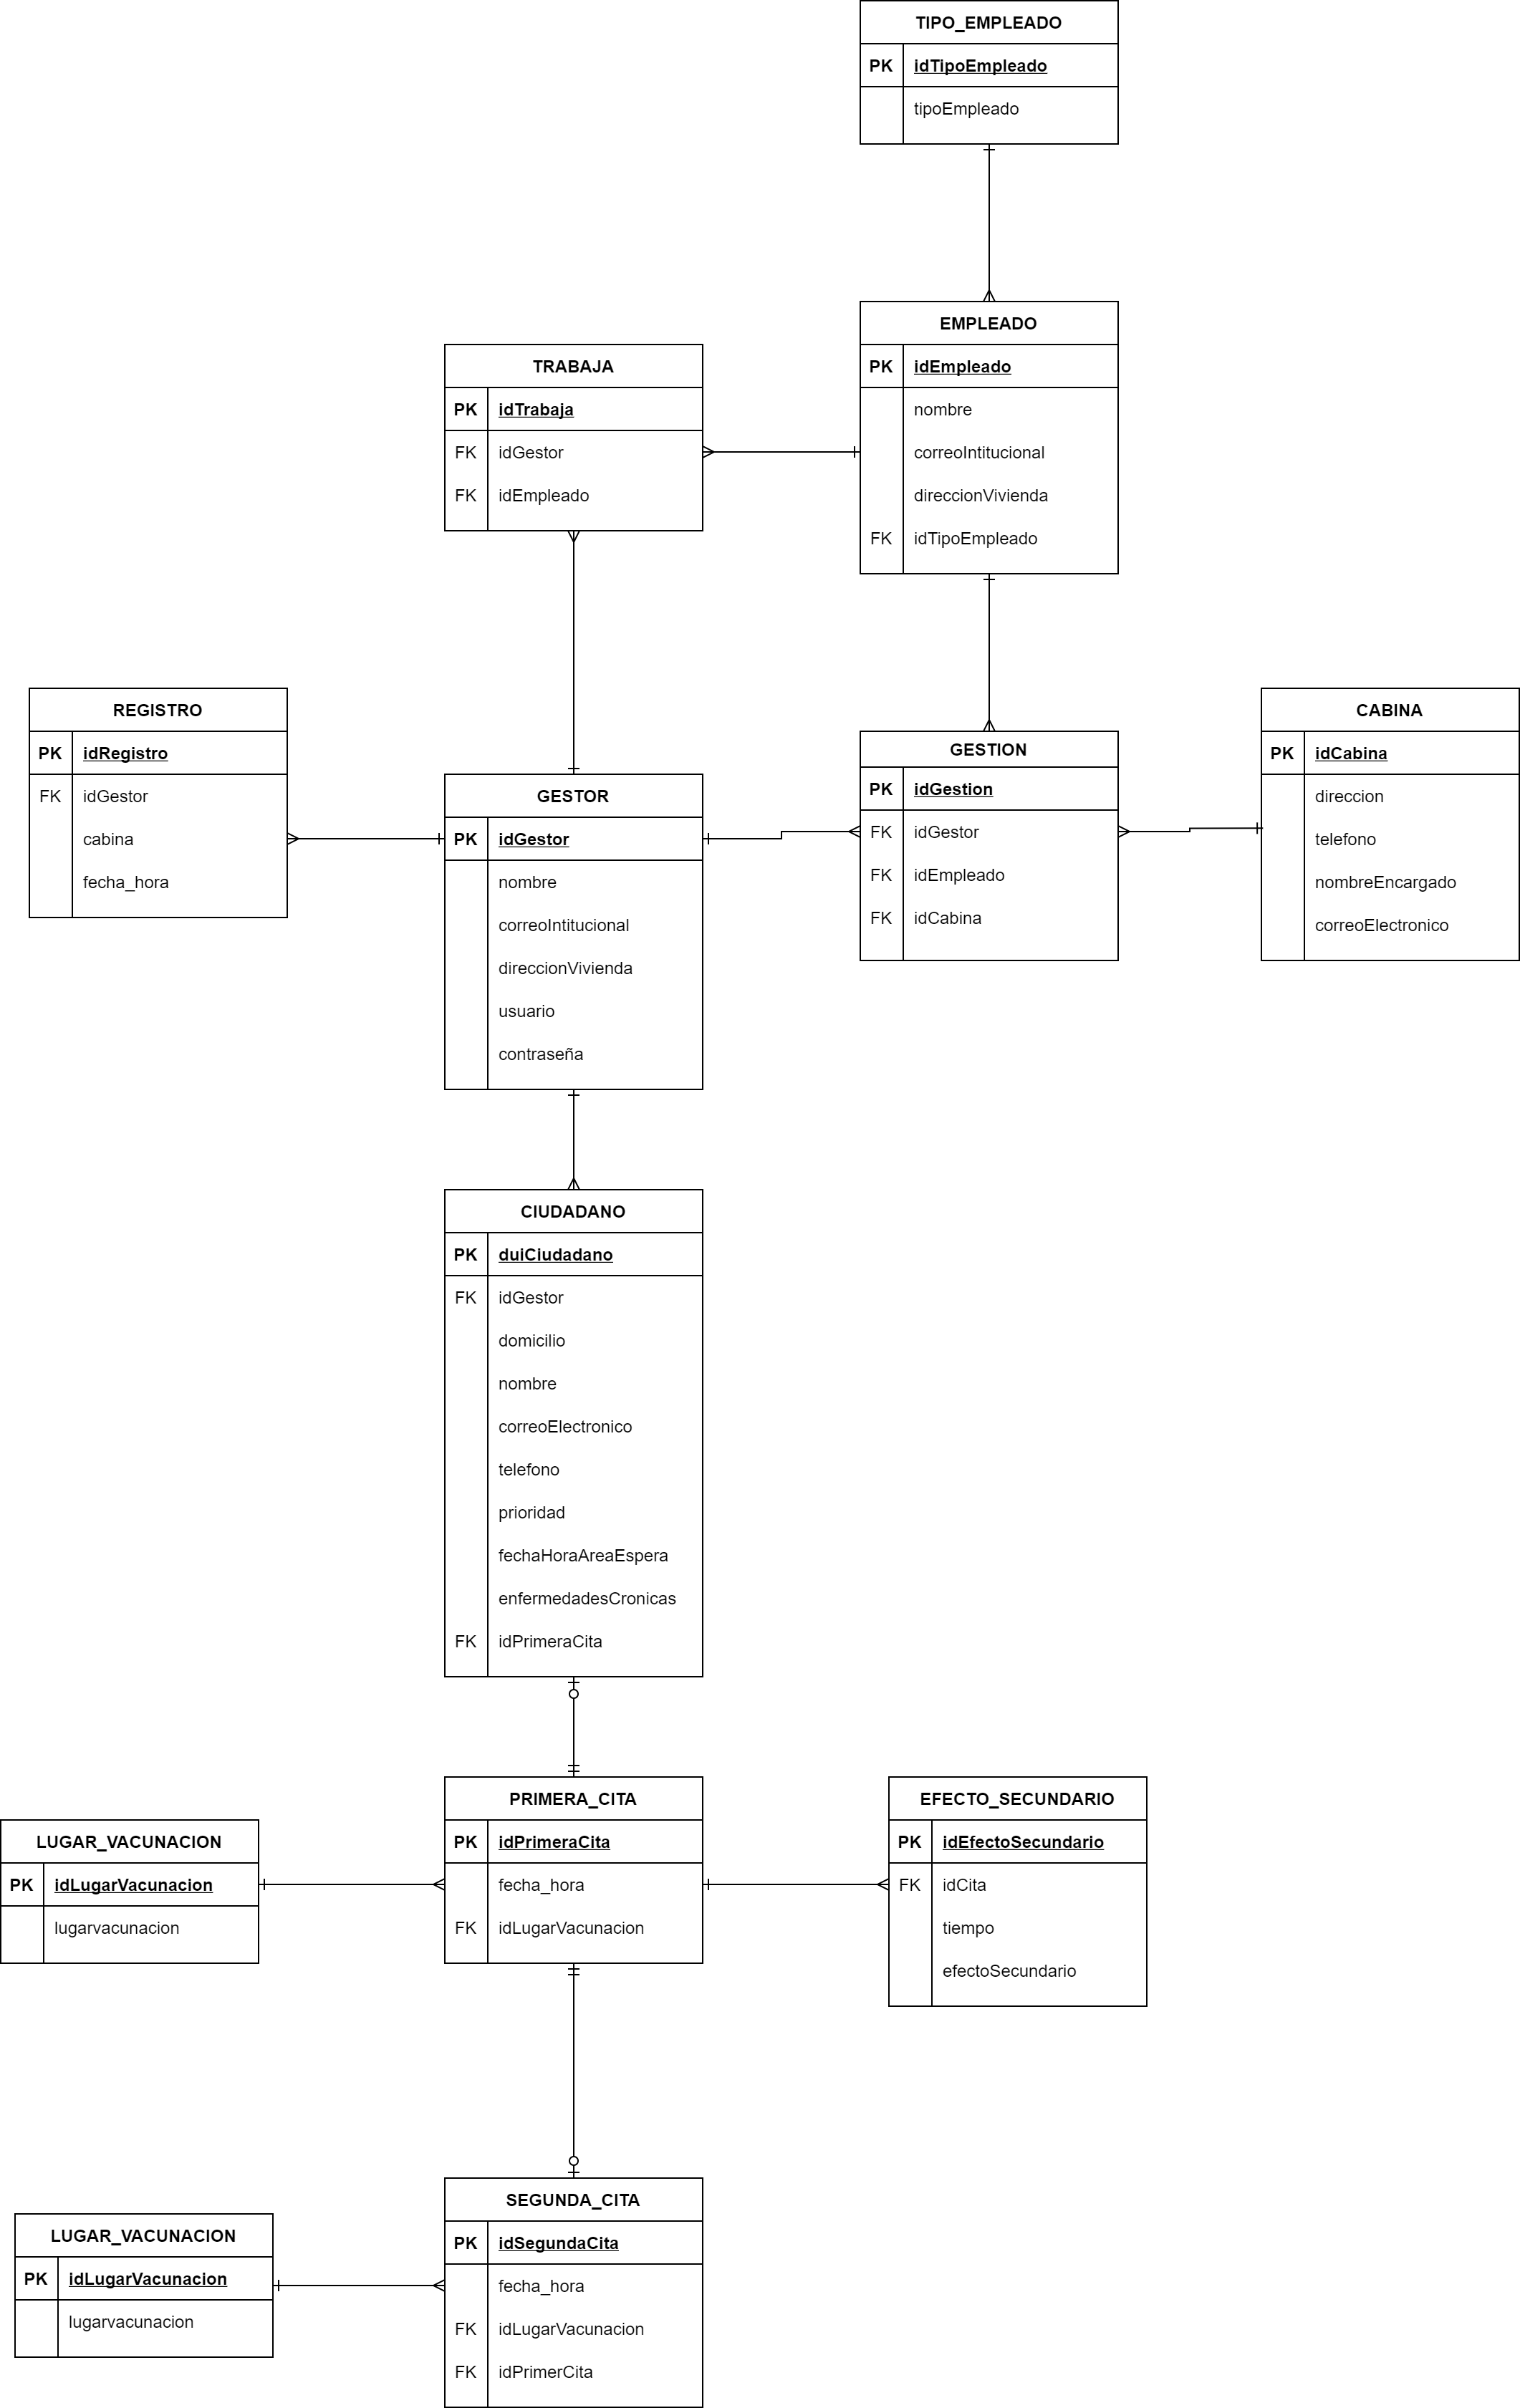 TIPO_EMPLEADO
PK idTipoEmpleado
tipoEmpleado
EMPLEADO
PK idEmpleado
nombre
correoIntitucional
direccionVivienda
FK idTipoEmpleado
TRABAJA
PK idTrabaja
FK idGestor
FK idEmpleado
REGISTRO
PK idRegistro
FK idGestor
cabina
fecha_hora
GESTOR
PK idGestor
nombre
correoIntitucional
direccionVivienda
usuario
contraseña
GESTION
PK idGestion
FK idGestor
FK idEmpleado
FK idCabina
CABINA
PK idCabina
direccion
telefono
nombreEncargado
correoElectronico
CIUDADANO
PK duiCiudadano
FK idGestor
domicilio
nombre
correoElectronico
telefono
prioridad
fechaHoraAreaEspera
enfermedadesCronicas
FK idPrimeraCita
LUGAR_VACUNACION
PK idLugarVacunacion
lugarvacunacion
PRIMERA_CITA
PK idPrimeraCita
fecha_hora
FK idLugarVacunacion
EFECTO_SECUNDARIO
PK idEfectoSecundario
FK idCita
tiempo
efectoSecundario
LUGAR_VACUNACION
PK idLugarVacunacion
lugarvacunacion
SEGUNDA_CITA
PK idSegundaCita
fecha_hora
FK idLugarVacunacion
FK idPrimerCita